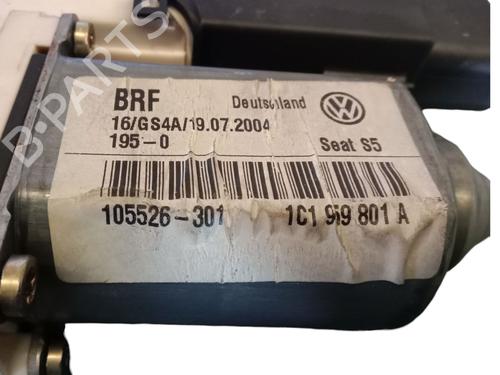 B-PARTS
BRF Deutschland
16/GS4A/19.07.2004
195-0 Seat S5
105526-301 1C1 959 801 A